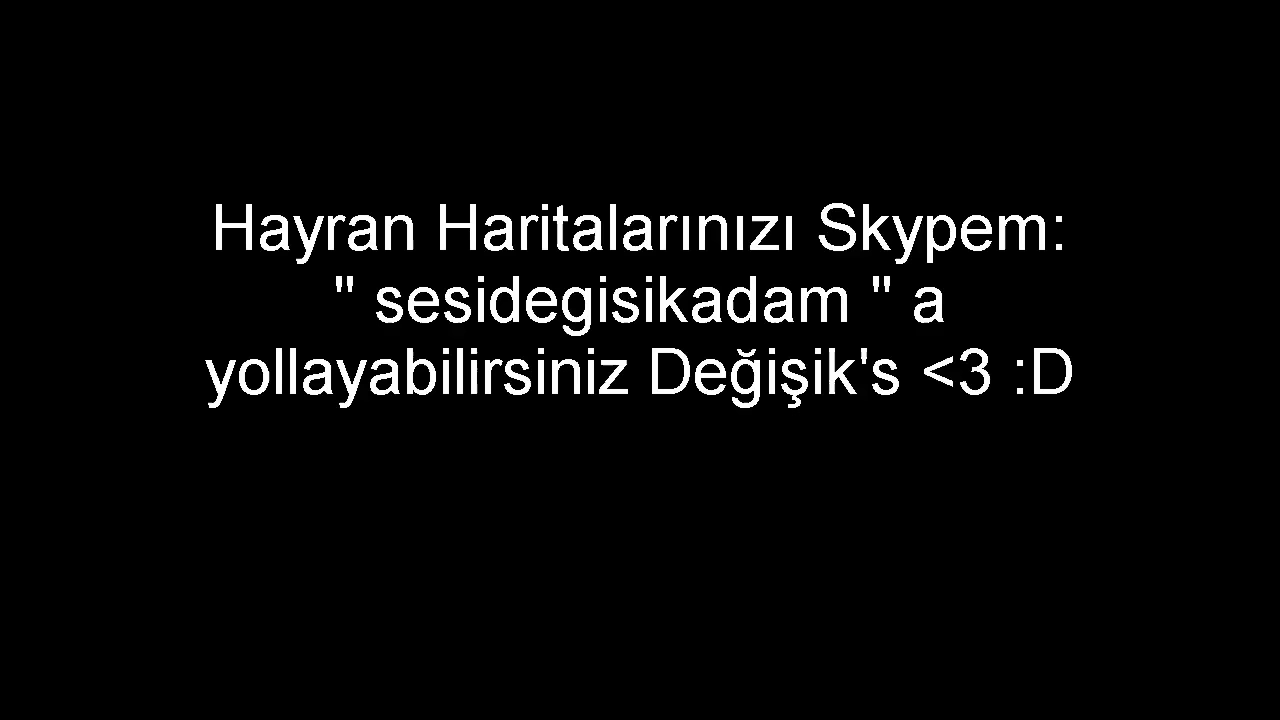 Hayran Haritalarınızı Skypem:
" sesidegisikadam " a
yollayabilirsiniz Değişik's <3 :D